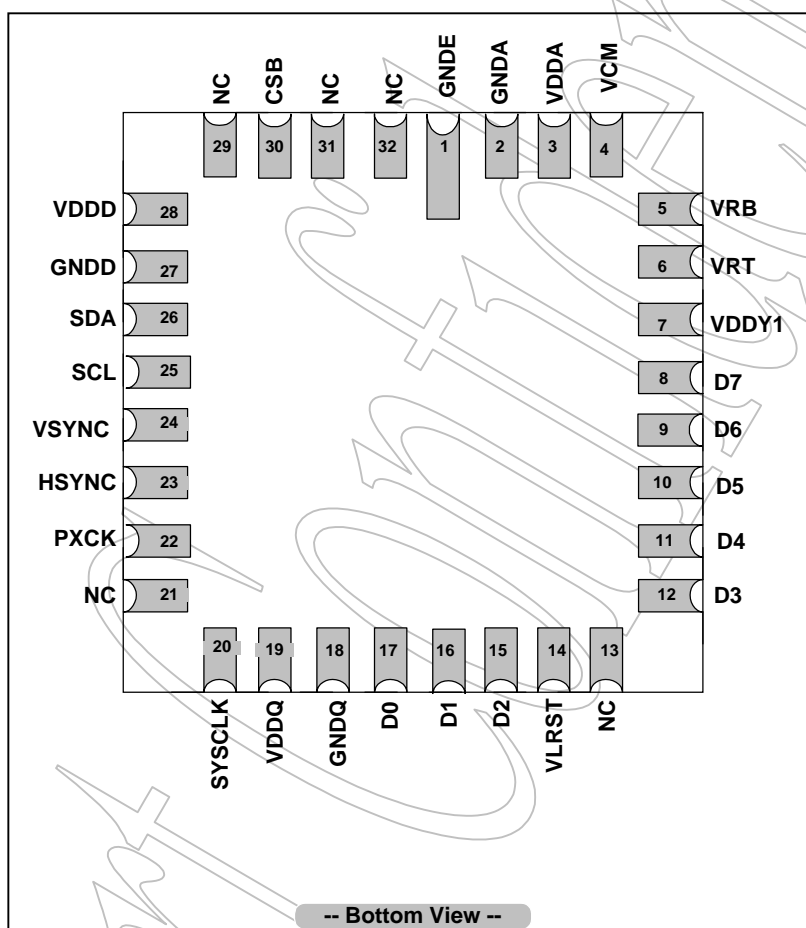 NC CSB NC NC GNDE GNDA VDDA VCM
29 30 31 32 1 2 3 4
VDDD 28 5 VRB
GNDD 27 6 VRT
SDA 26 7 VDDY1
SCL 25 8 D7
VSYNC 24 9 D6
HSYNC 23 10 D5
PXCK 22 11 D4
NC 21 12 D3
20 19 18 17 16 15 14 13
SYSCLK VDDQ GNDQ D0 D1 D2 VLRST NC
-- Bottom View --